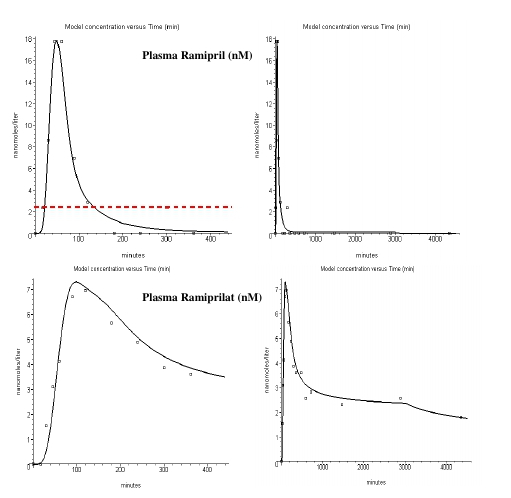 Model concentration versus Time (min)
Plasma Ramipril (nM)
nanomoles/liter
18
16
14
12
10
8
6
4
2
0
0 100 200 300 400
minutes
Model concentration versus Time (min)
nanomoles/liter
18
16
14
12
10
8
6
4
2
0
0 1000 2000 3000 4000
minutes
Model concentration versus Time (min)
Plasma Ramiprilat (nM)
nanomoles/liter
7
6
5
4
3
2
1
0
100 200 300 400
minutes
Model concentration versus Time (min)
nanomoles/liter
7
6
5
4
3
2
1
0
0 1000 2000 3000 4000
minutes